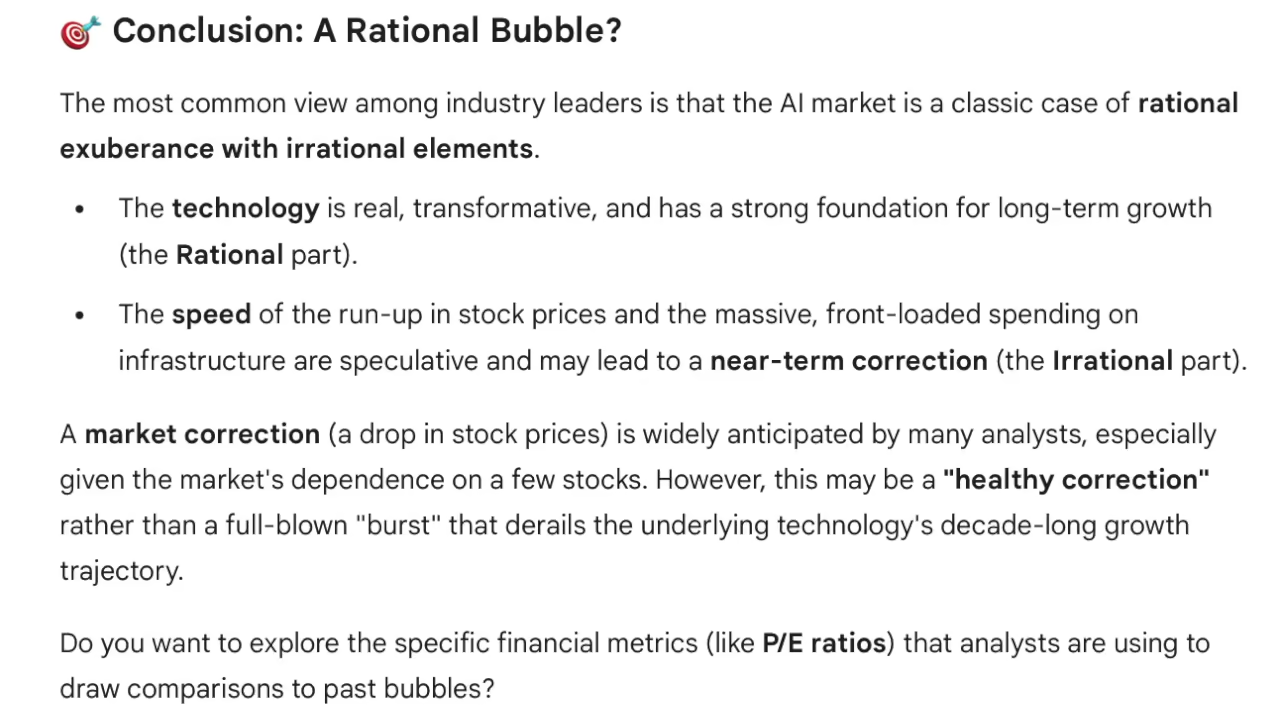 🎯 Conclusion: A Rational Bubble?
The most common view among industry leaders is that the AI market is a classic case of rational
exuberance with irrational elements.
• The technology is real, transformative, and has a strong foundation for long-term growth
(the Rational part).
• The speed of the run-up in stock prices and the massive, front-loaded spending on
infrastructure are speculative and may lead to a near-term correction (the Irrational part).
A market correction (a drop in stock prices) is widely anticipated by many analysts, especially
given the market's dependence on a few stocks. However, this may be a "healthy correction"
rather than a full-blown "burst" that derails the underlying technology's decade-long growth
trajectory.
Do you want to explore the specific financial metrics (like P/E ratios) that analysts are using to
draw comparisons to past bubbles?